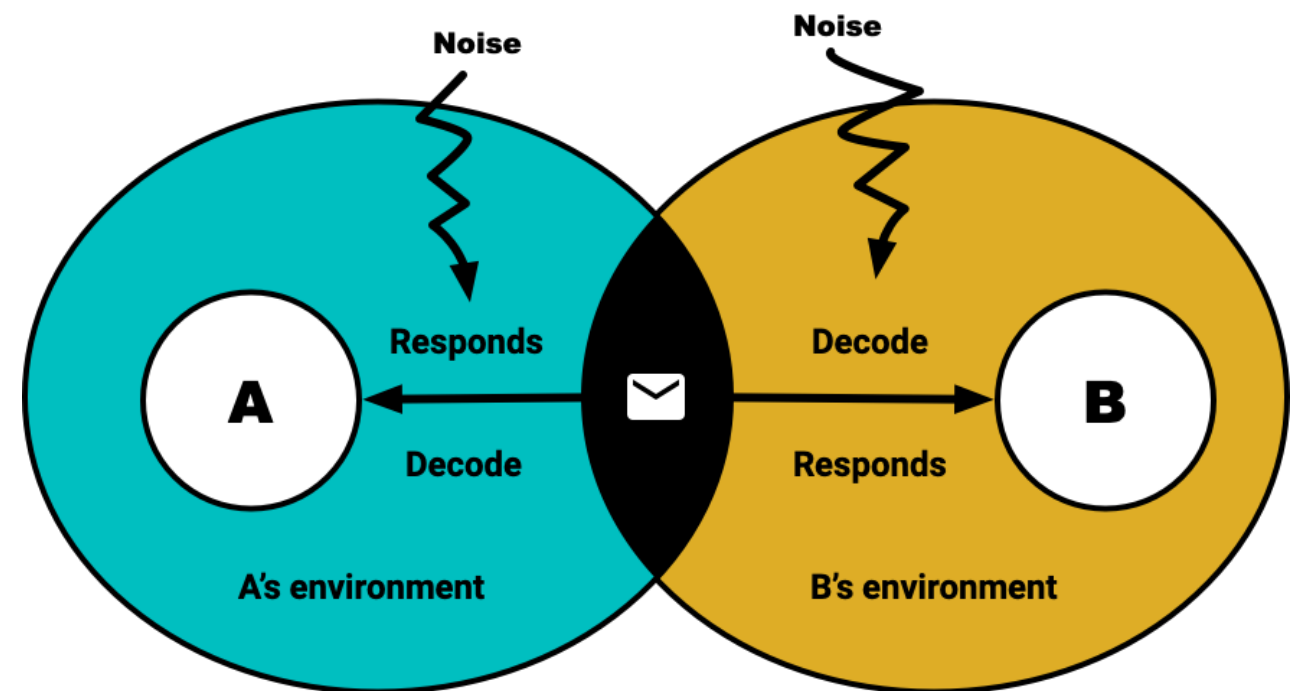 Noise
Noise
Responds
Decode
A
B
Decode
Responds
A's environment
B's environment